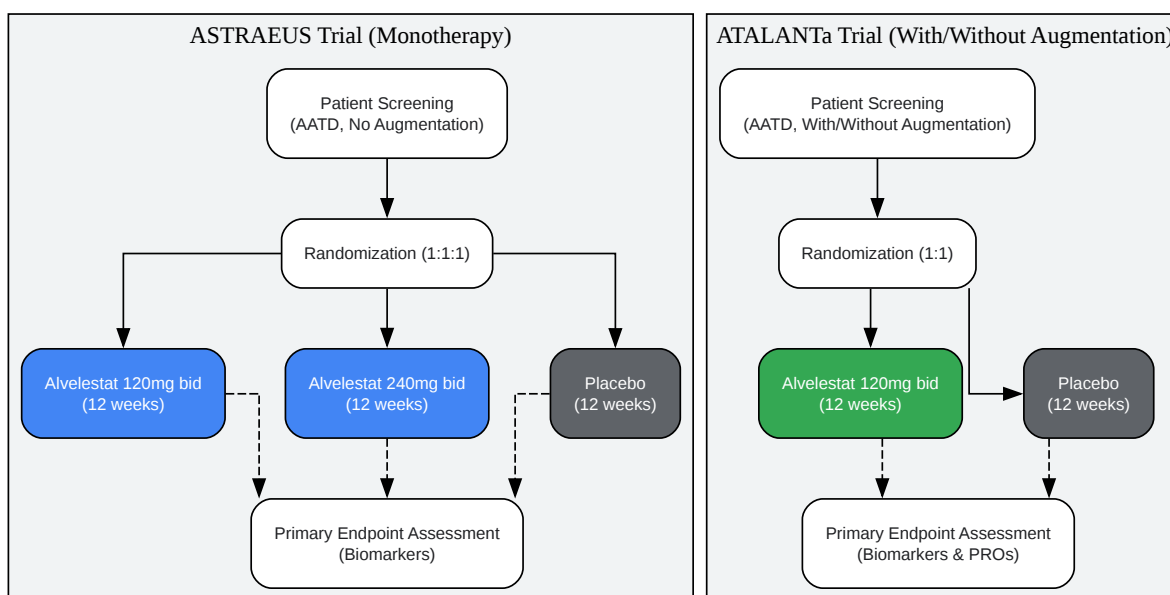 ASTRAEUS Trial (Monotherapy)
Patient Screening
(AATD, No Augmentation)
Randomization (1:1:1)
Alvelestat 120mg bid
(12 weeks)
Alvelestat 240mg bid
(12 weeks)
Placebo
(12 weeks)
Primary Endpoint Assessment
(Biomarkers)
ATALANTa Trial (With/Without Augmentation)
Patient Screening
(AATD, With/Without Augmentation)
Randomization (1:1)
Alvelestat 120mg bid
(12 weeks)
Placebo
(12 weeks)
Primary Endpoint Assessment
(Biomarkers & PROs)